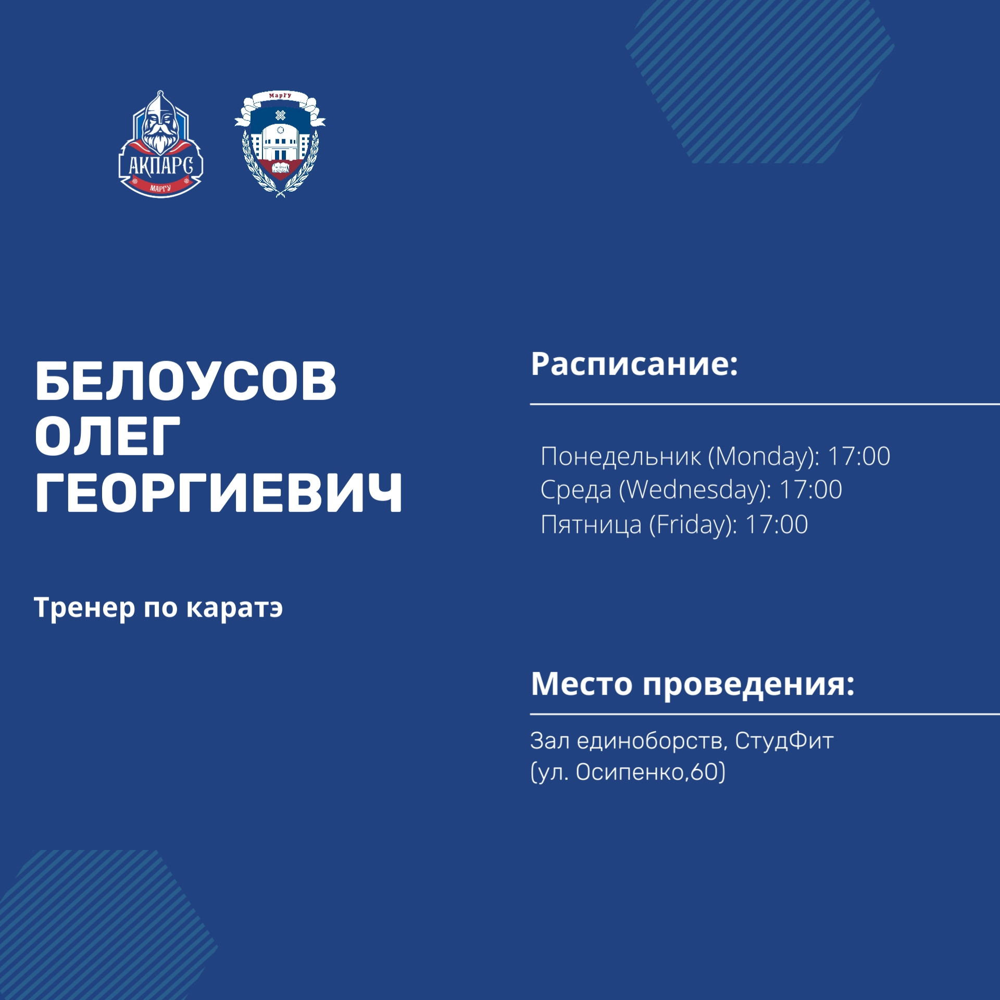 МарГУ
АКПАРС
МАРГУ
БЕЛОУСОВ
ОЛЕГ
ГЕОРГИЕВИЧ
Тренер по каратэ
Расписание:
Понедельник (Monday): 17:00
Среда (Wednesday): 17:00
Пятница (Friday): 17:00
Место проведения:
Зал единоборств, СтудФит
(ул. Осипенко,60)